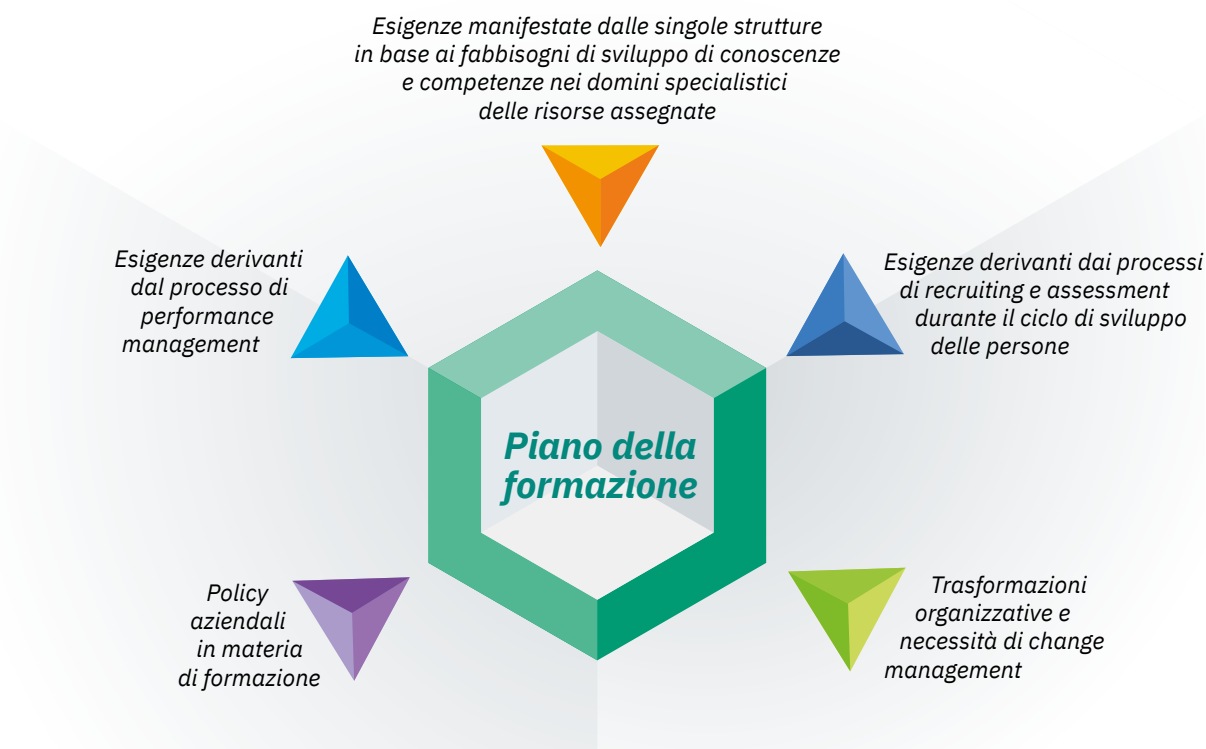 Esigenze manifestate dalle singole strutture
in base ai fabbisogni di sviluppo di conoscenze
e competenze nei domini specialistici
delle risorse assegnate
Esigenze derivanti
dal processo di
performance
management
Esigenze derivanti dai processi
di recruiting e assessment
durante il ciclo di sviluppo
delle persone
Piano della
formazione
Policy
aziendali
in materia
di formazione
Trasformazioni
organizzative e
necessità di change
management